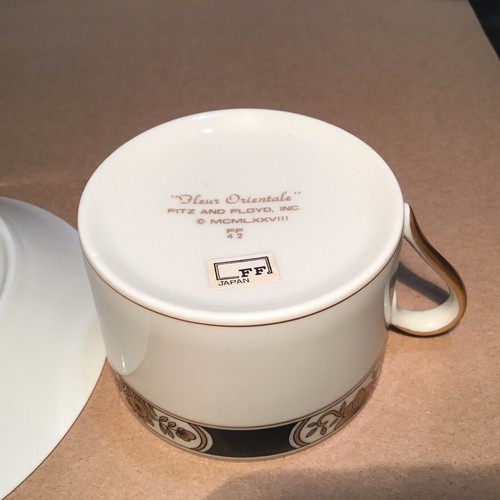 "Fleur Orientale"
FITZ AND FLOYD, INC.
© MCMLXXVIII
FF
42
FF
JAPAN